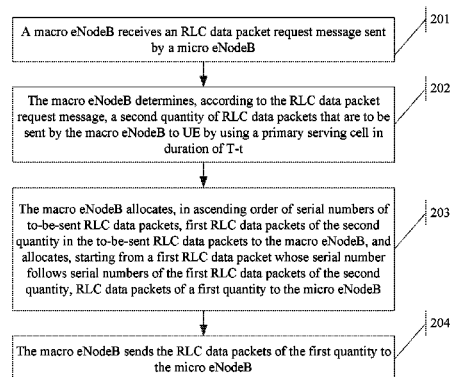 201
A macro eNodeB receives an RLC data packet request message sent
by a micro eNodeB
202
The macro eNodeB determines, according to the RLC data packet
request message, a second quantity of RLC data packets that are to be
sent by the macro eNodeB to UE by using a primary serving cell in
duration of T-t
203
The macro eNodeB allocates, in ascending order of serial numbers of
to-be-sent RLC data packets, first RLC data packets of the second
quantity in the to-be-sent RLC data packets to the macro eNodeB, and
allocates, starting from a first RLC data packet whose serial number
follows serial numbers of the first RLC data packets of the second
quantity, RLC data packets of a first quantity to the micro eNodeB
204
The macro eNodeB sends the RLC data packets of the first quantity to
the micro eNodeB